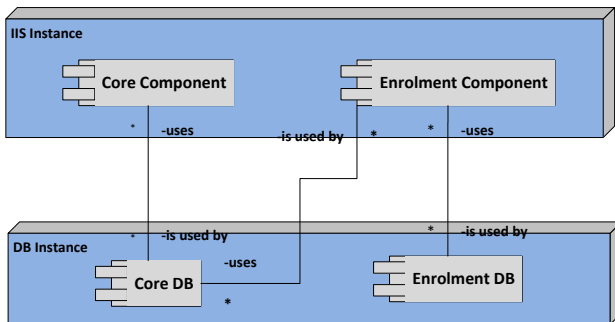 IIS Instance
Core Component
Enrolment Component
* -uses
-is used by * * -uses
* -is used by
* -is used by
DB Instance
-uses
Core DB
Enrolment DB
*